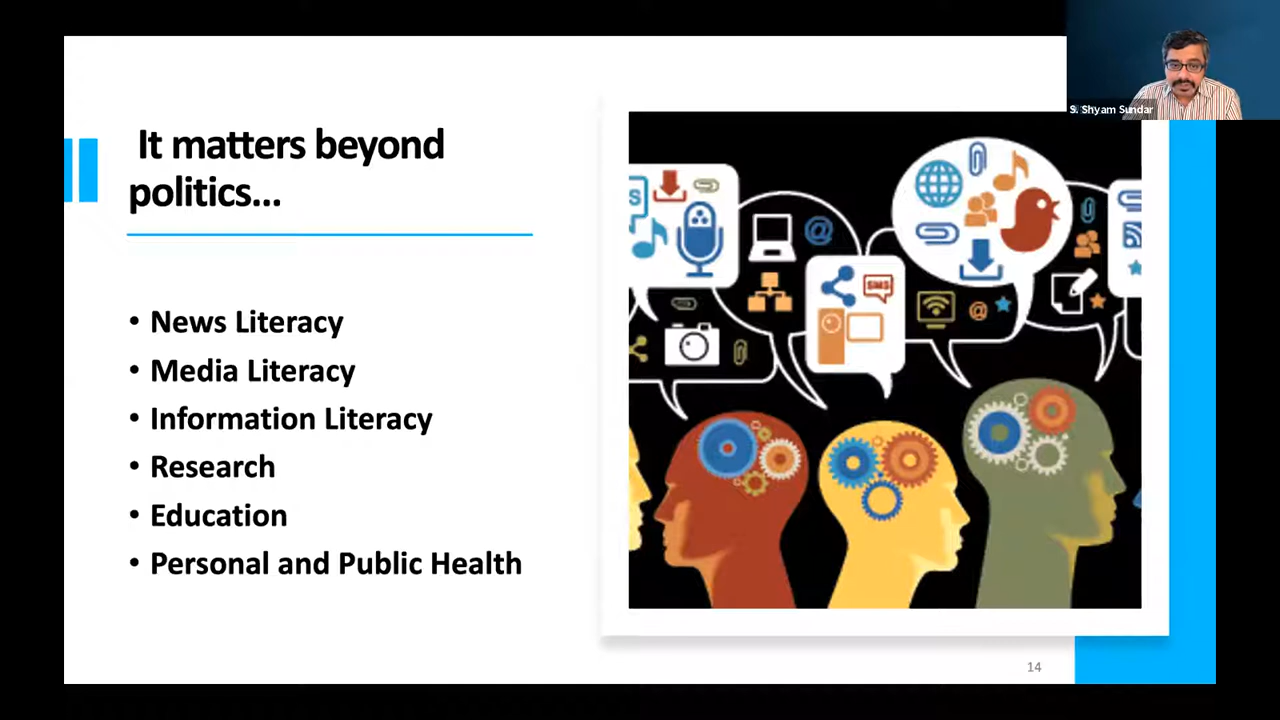 S. Shyam Sundar
It matters beyond
politics...
• News Literacy
• Media Literacy
• Information Literacy
• Research
• Education
• Personal and Public Health
S
@
SMS
@
14